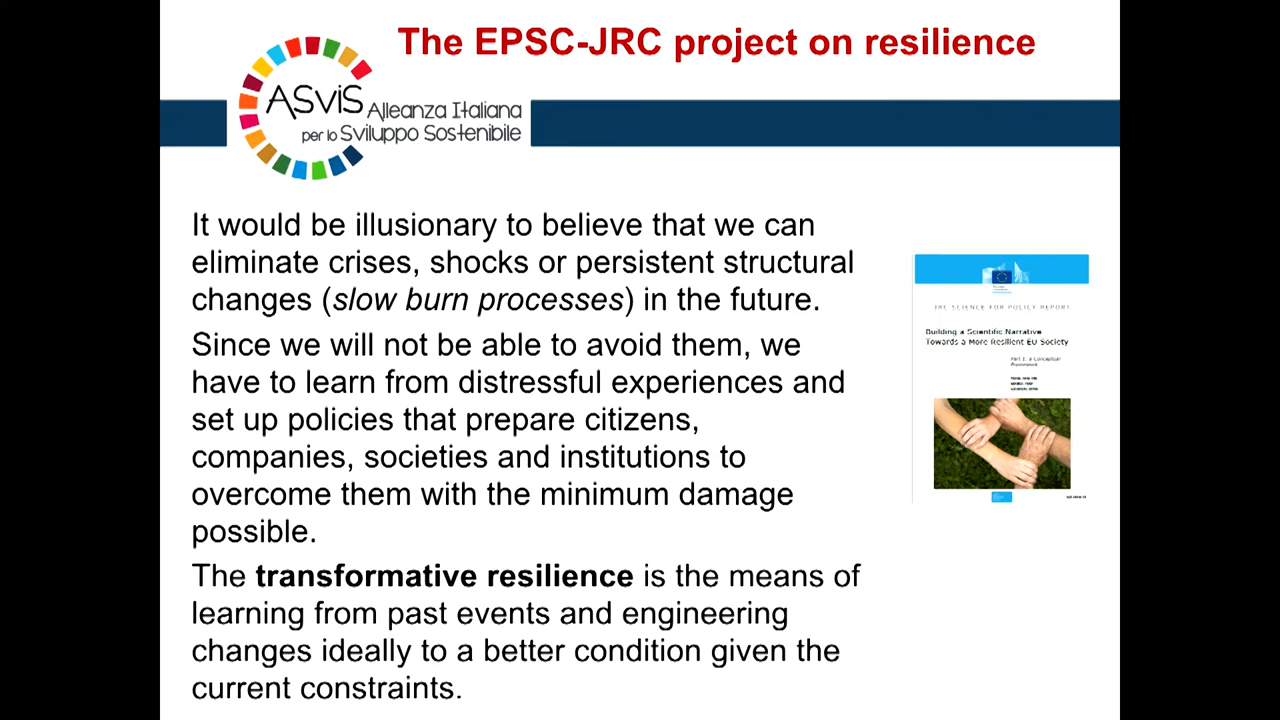 The EPSC-JRC project on resilience
ASviS Alleanza Italiana
per lo Sviluppo Sostenibile
It would be illusionary to believe that we can
eliminate crises, shocks or persistent structural
changes (slow burn processes) in the future.
Since we will not be able to avoid them, we
have to learn from distressful experiences and
set up policies that prepare citizens,
companies, societies and institutions to
overcome them with the minimum damage
possible.
The transformative resilience is the means of
learning from past events and engineering
changes ideally to a better condition given the
current constraints.
THE SCIENCE FOR POLICY REPORT
Building a Scientific Narrative
Towards a More Resilient EU Society
Part 1: a Conceptual
Framework